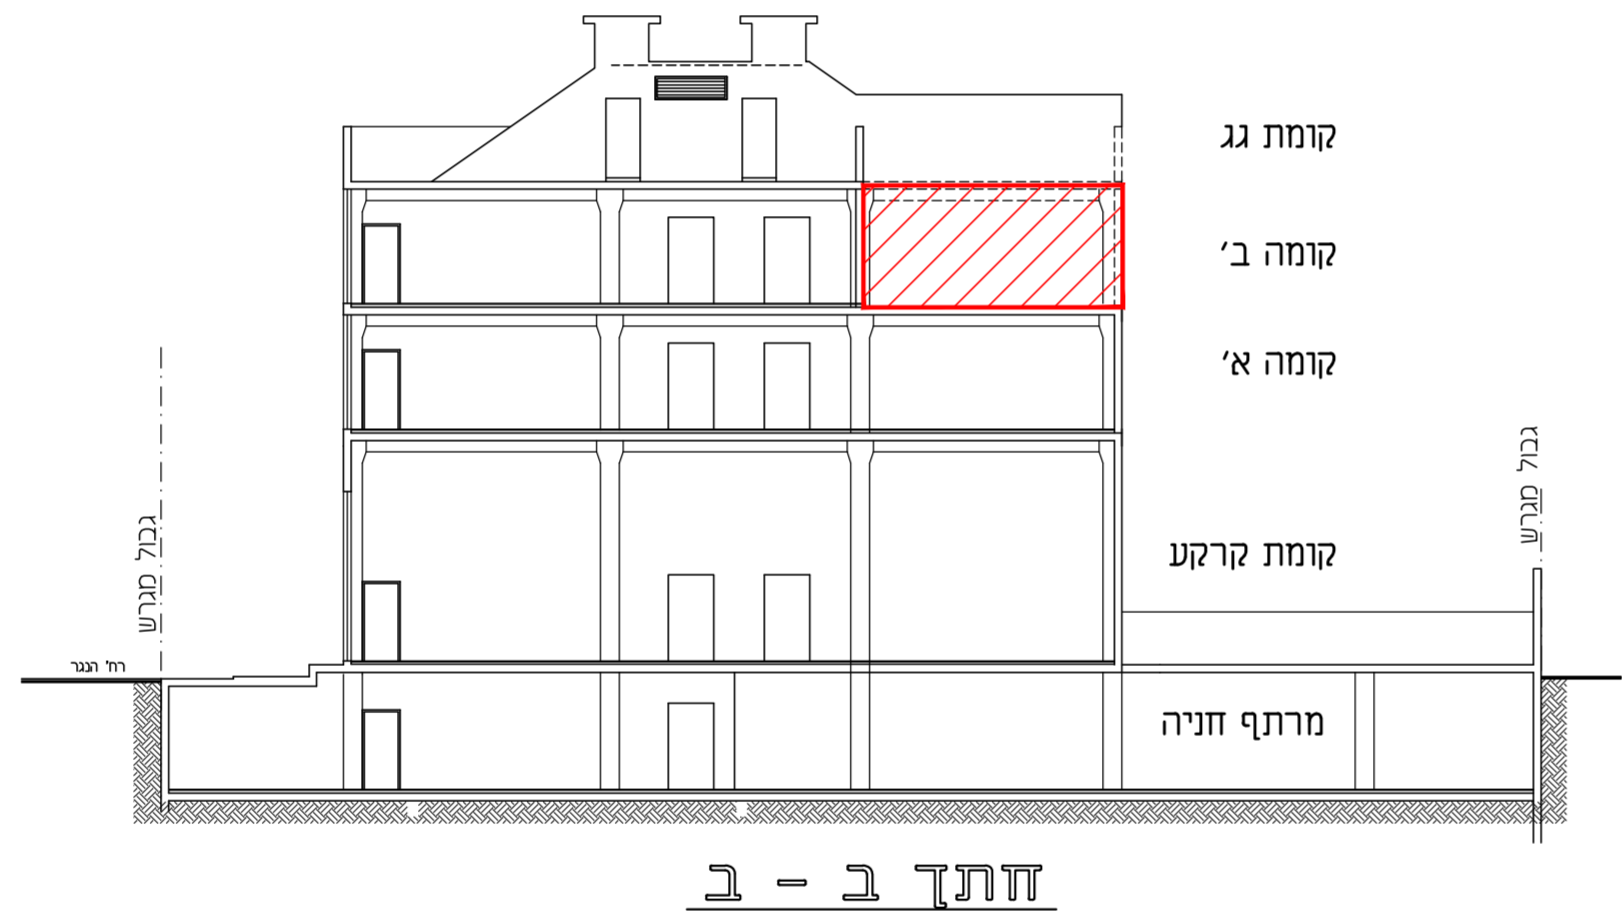 קומת גג
קומה ב'
קומה א'
גבול מגרש
גבול מגרש
קומת קרקע
רח' הנגר
מרתף חניה
חתך ב - ב